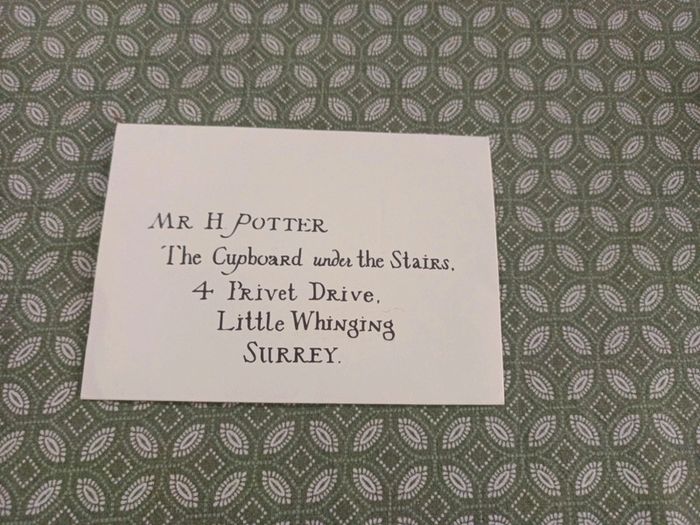 Mr H Potter
The Cupboard under the Stairs.
4 Privet Drive,
Little Whinging
SURREY.